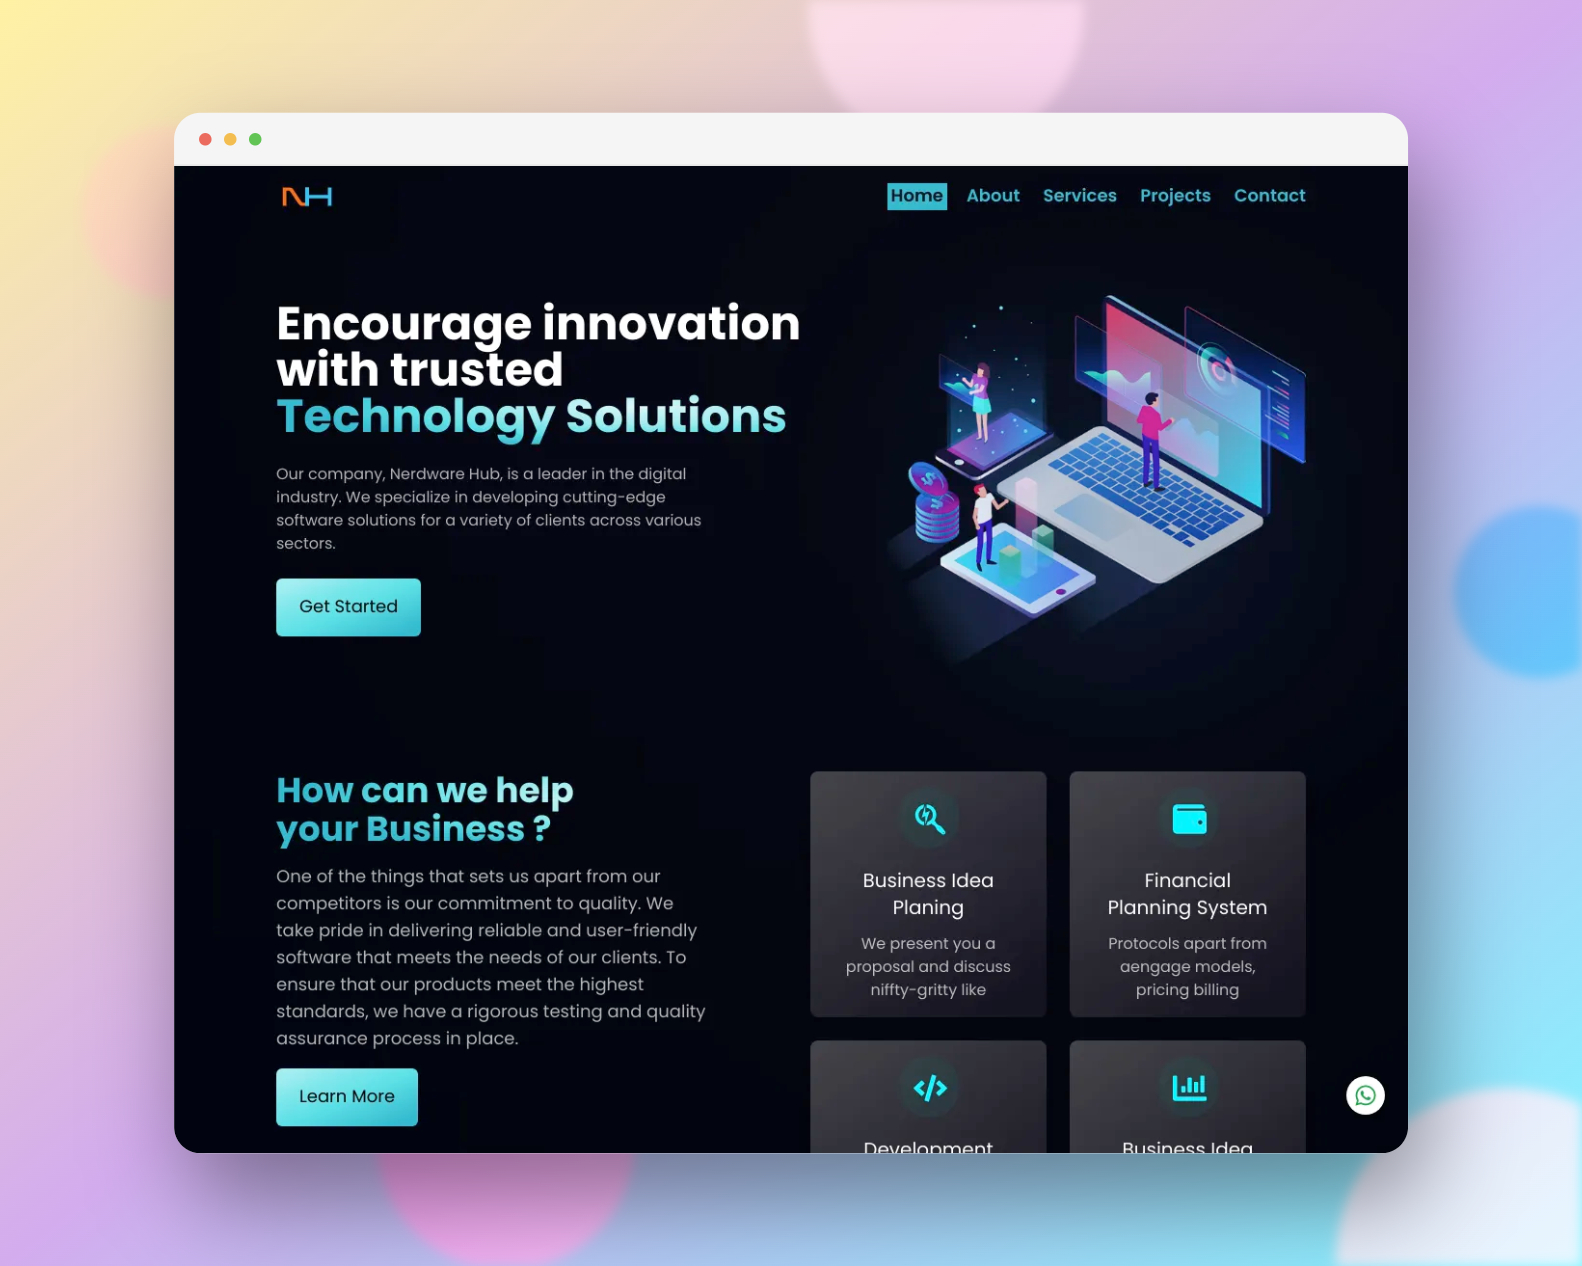 NH
Home About Services Projects Contact
Encourage innovation
with trusted
Technology Solutions
Our company, Nerdware Hub, is a leader in the digital
industry. We specialize in developing cutting-edge
software solutions for a variety of clients across various
sectors.
Get Started
How can we help
your Business ?
One of the things that sets us apart from our
competitors is our commitment to quality. We
take pride in delivering reliable and user-friendly
software that meets the needs of our clients. To
ensure that our products meet the highest
standards, we have a rigorous testing and quality
assurance process in place.
Learn More
Business Idea
Planing
We present you a
proposal and discuss
niffty-gritty like
Financial
Planning System
Protocols apart from
aengage models,
pricing billing
Development
Business Idea